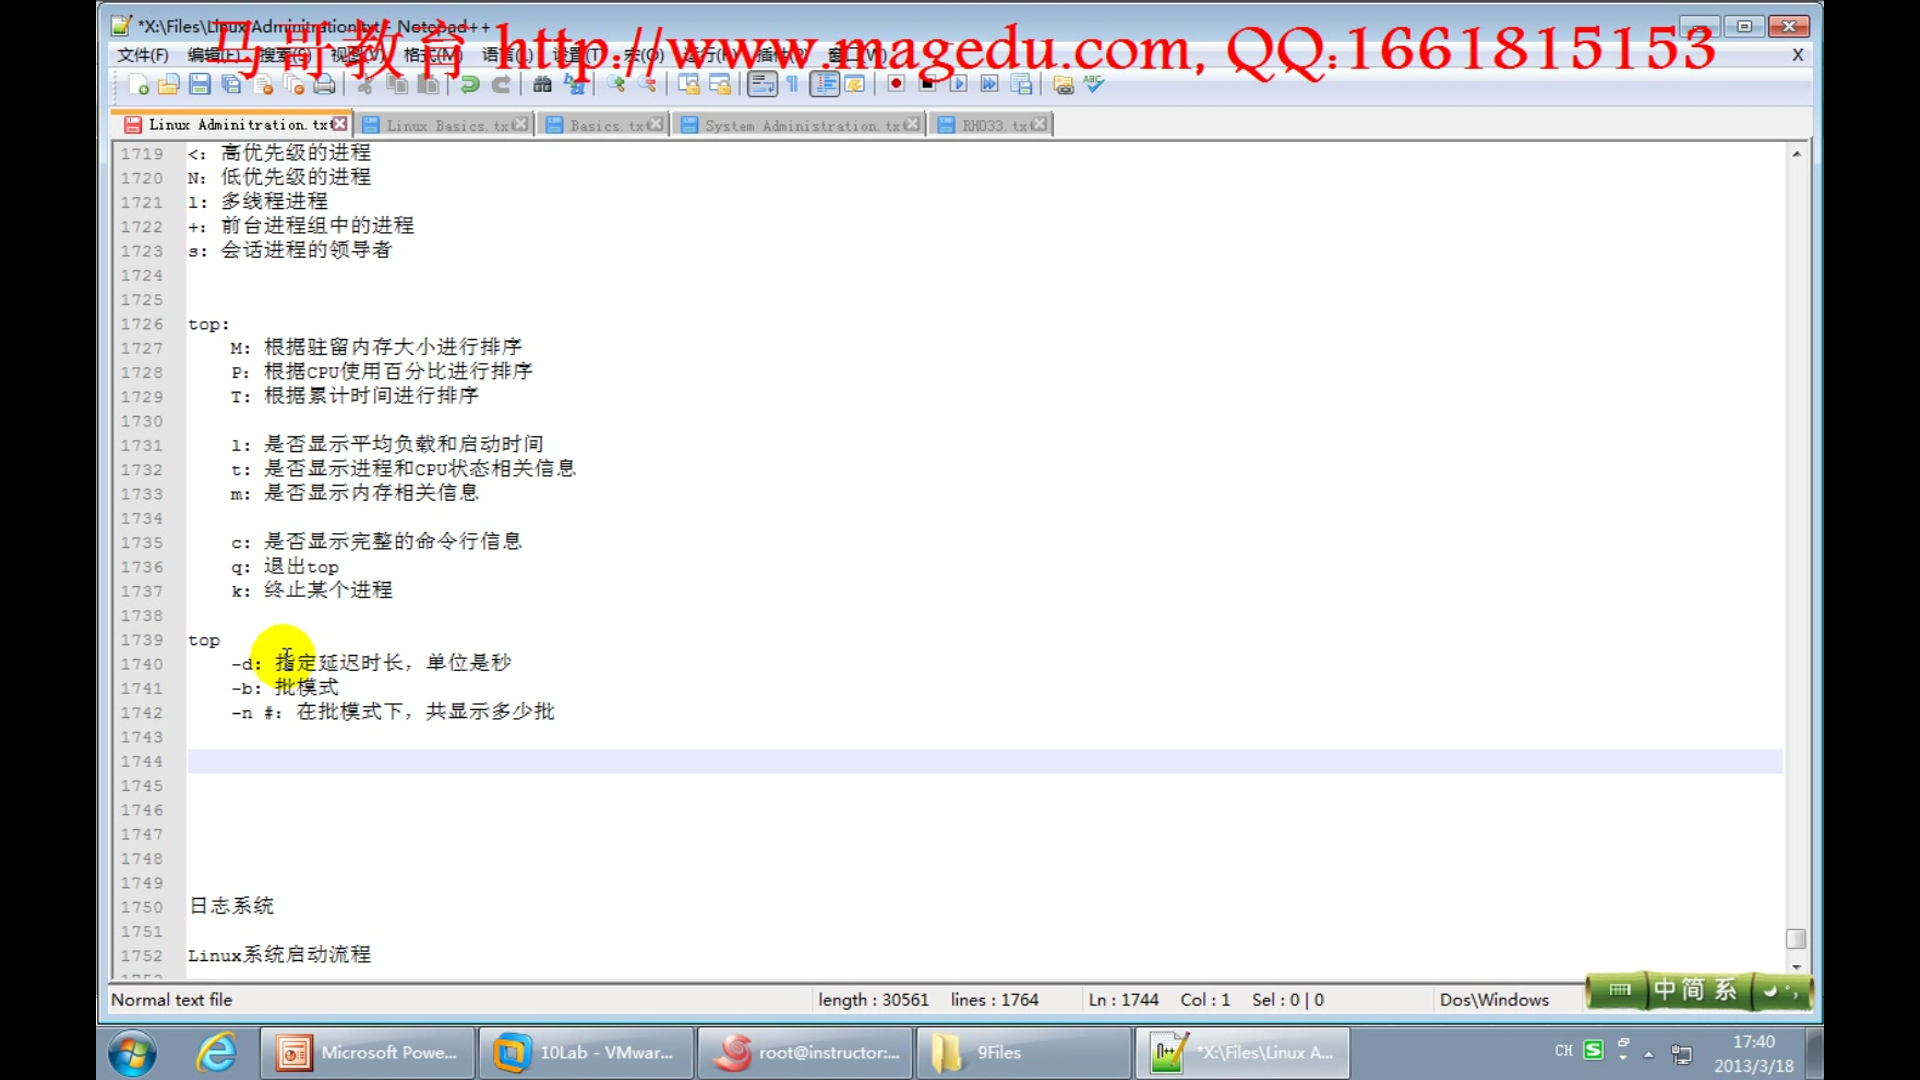 *X:\Files\Linux Adminitration.txt - Notepad++
马哥教育 http://www.magedu.com, QQ:1661815153
文件(F) 编辑(E) 搜索(S) 视图(V) 格式(M) 语言(L) 设置(T) 宏(O) 运行(R) 插件(P) 窗口(W) X
Linux Adminitration.txt Linux Basics.txt Basics.txt System Administration.txt RH033.txt
1719 <: 高优先级的进程
1720 N: 低优先级的进程
1721 l: 多线程进程
1722 +: 前台进程组中的进程
1723 s: 会话进程的领导者
1724
1725
1726 top:
1727 M: 根据驻留内存大小进行排序
1728 P: 根据CPU使用百分比进行排序
1729 T: 根据累计时间进行排序
1730
1731 l: 是否显示平均负载和启动时间
1732 t: 是否显示进程和CPU状态相关信息
1733 m: 是否显示内存相关信息
1734
1735 c: 是否显示完整的命令行信息
1736 q: 退出top
1737 k: 终止某个进程
1738
1739 top
1740 -d: 指定延迟时长，单位是秒
1741 -b: 批模式
1742 -n #: 在批模式下，共显示多少批
1743
1744
1745
1746
1747
1748
1749
1750 日志系统
1751
1752 Linux系统启动流程
Normal text file length : 30561 lines : 1764 Ln : 1744 Col : 1 Sel : 0 | 0 Dos\Windows
中简系
Microsoft Powe... 10Lab - VMwar... root@instructor:... 9Files *X:\Files\Linux A... CH 17:40
2013/3/18